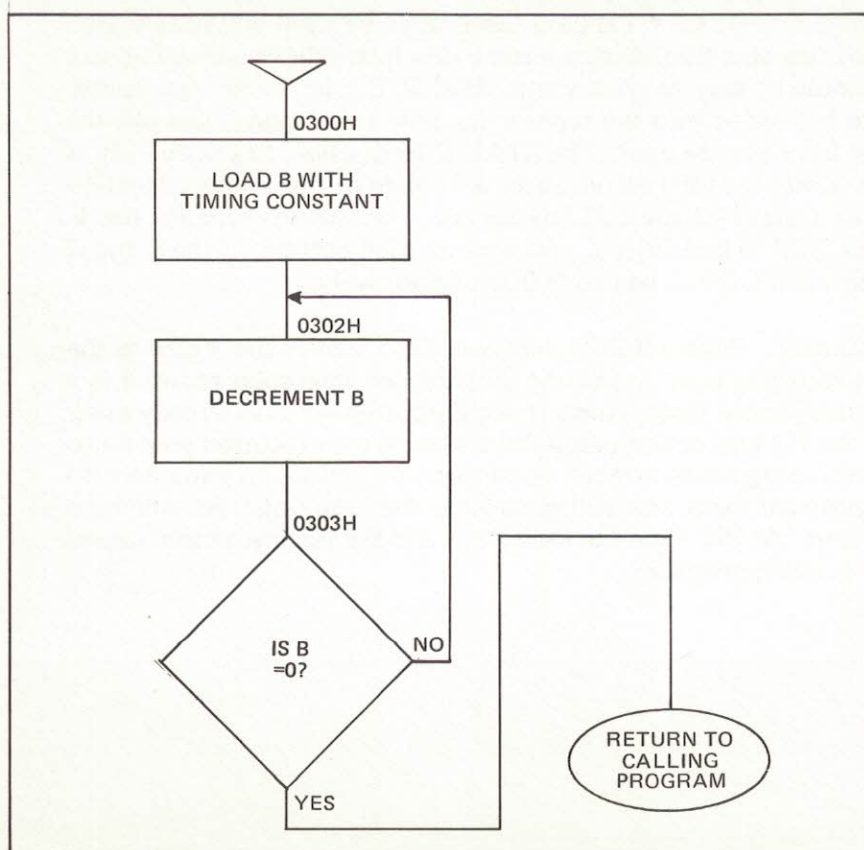 0300H
LOAD B WITH
TIMING CONSTANT
0302H
DECREMENT B
0303H
IS B
=0?
NO
YES
RETURN TO
CALLING
PROGRAM